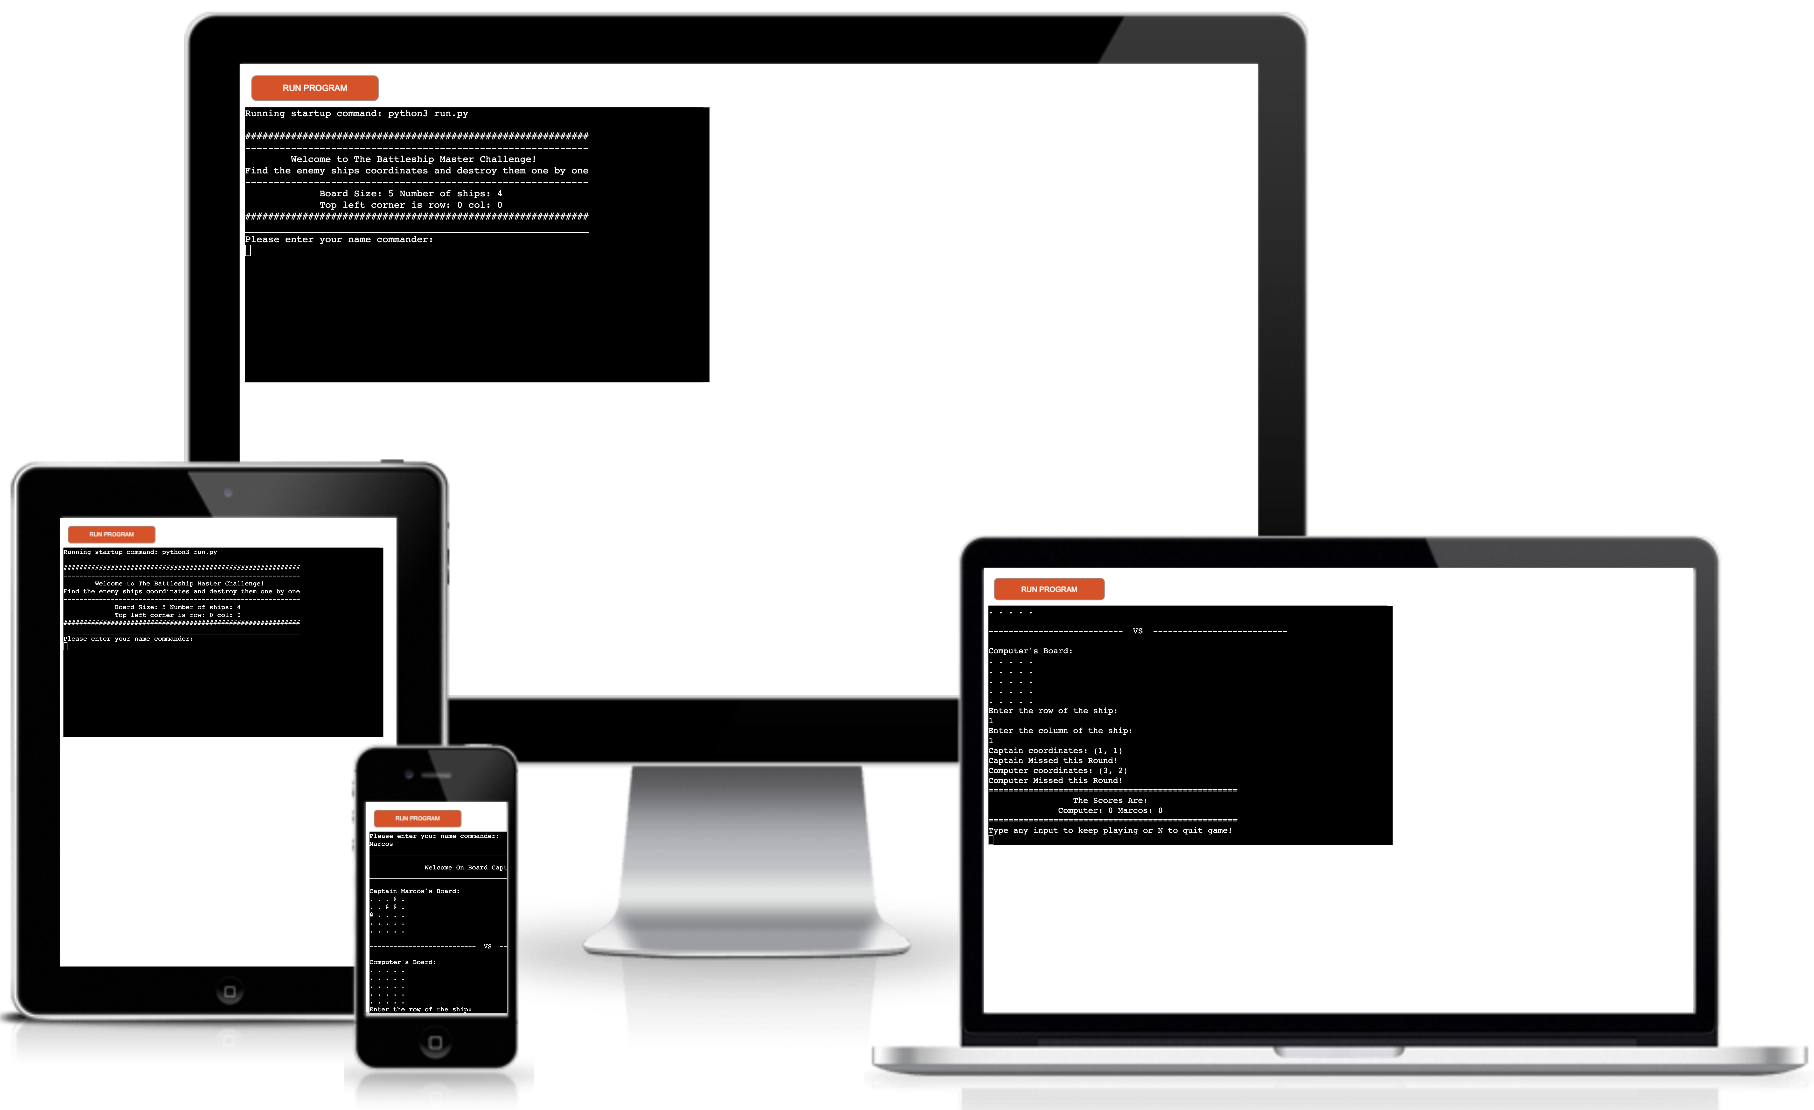 RUN PROGRAM
Running startup command: python3 run.py
############################################################
------------------------------------------------------------
Welcome to The Battleship Master Challenge!
Find the enemy ships coordinates and destroy them one by one
------------------------------------------------------------
Board Size: 5 Number of ships: 4
Top left corner is row: 0 col: 0
############################################################
____________________________________________________________
Please enter your name commander:
RUN PROGRAM
Running startup command: python3 run.py
############################################################
------------------------------------------------------------
Welcome to The Battleship Master Challenge!
Find the enemy ships coordinates and destroy them one by one
------------------------------------------------------------
Board Size: 5 Number of ships: 4
Top left corner is row: 0 col: 0
############################################################
Please enter your name commander:
RUN PROGRAM
Please enter your name commander:
Marcos
Welcome On Board Capt
Captain Marcos's Board:
. . . . .
. . . . .
. . . . .
--------------------------- VS --
Computer's Board:
. . . . .
. . . . .
. . . . .
. . . . .
. . . . .
Enter the row of the ship:
RUN PROGRAM
. . . . .
--------------------------- VS ---------------------------
Computer's Board:
. . . . .
. . . . .
. . . . .
. . . . .
. . . . .
Enter the row of the ship:
1
Enter the column of the ship:
1
Captain coordinates: (1, 1)
Captain Missed this Round!
Computer coordinates: (3, 2)
Computer Missed this Round!
==================================================
The Scores Are:
Computer: 0 Marcos: 0
==================================================
Type any input to keep playing or N to quit game!